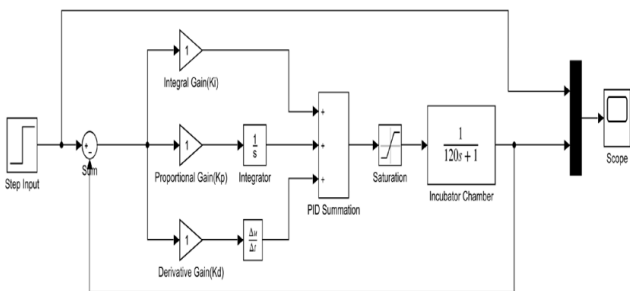 1
Integral Gain(Ki)
Step Input
+
-
Sum
1
Proportional Gain(Kp)
1
s
Integrator
1
Derivative Gain(Kd)
Δu
Δt
+
+
+
PID Summation
Saturation
1
120s + 1
Incubator Chamber
Scope